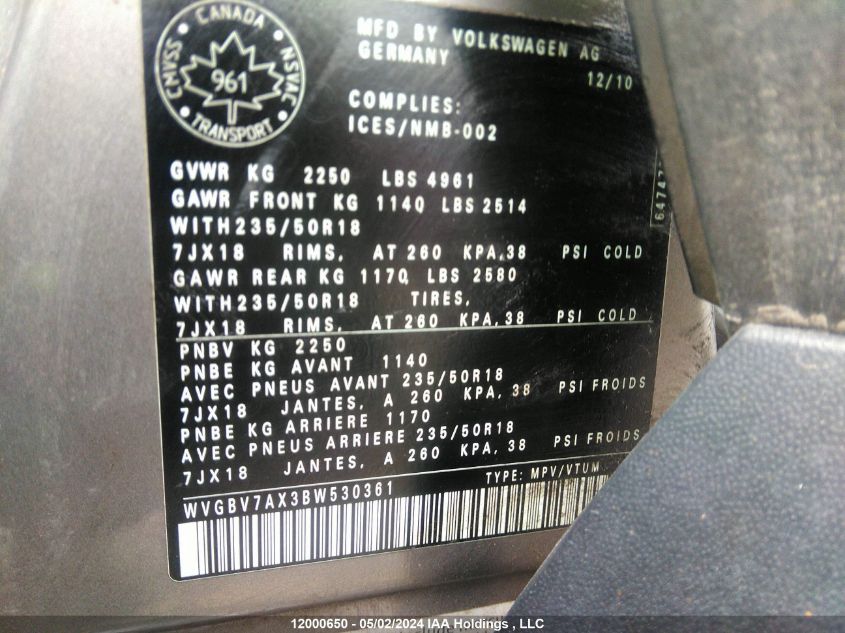 CANADA
CMVSS
NSVAC
961
TRANSPORT
MFD BY VOLKSWAGEN AG
GERMANY
12/10
COMPLIES:
ICES/NMB-002
GVWR KG 2250 LBS 4961
GAWR FRONT KG 1140 LBS 2514
WITH235/50R18
7JX18 RIMS, AT 260 KPA,38 PSI COLD
GAWR REAR KG 1170 LBS 2580
WITH235/50R18 TIRES,
7JX18 RIMS, AT 260 KPA,38 PSI COLD
PNBV KG 2250
PNBE KG AVANT 1140
AVEC PNEUS AVANT 235/50R18
7JX18 JANTES, A 260 KPA, 38 PSI FROIDS
PNBE KG ARRIERE 1170
AVEC PNEUS ARRIERE 235/50R18
7JX18 JANTES, A 260 KPA, 38 PSI FROIDS
TYPE: MPV/VTUM
WVGBV7AX3BW530361
12000650 - 05/02/2024 IAA Holdings , LLC